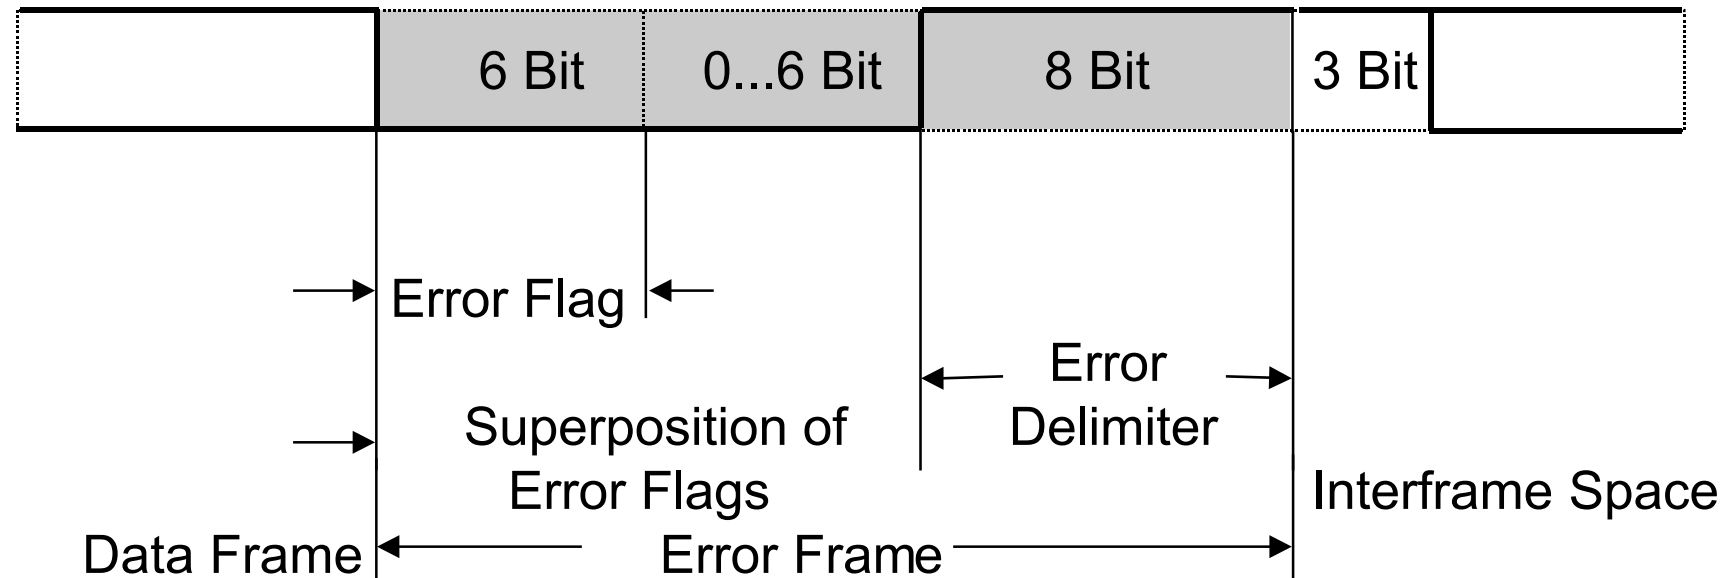 6 Bit 0...6 Bit 8 Bit 3 Bit
Error Flag
Error
Delimiter
Superposition of
Error Flags
Interframe Space
Data Frame
Error Frame